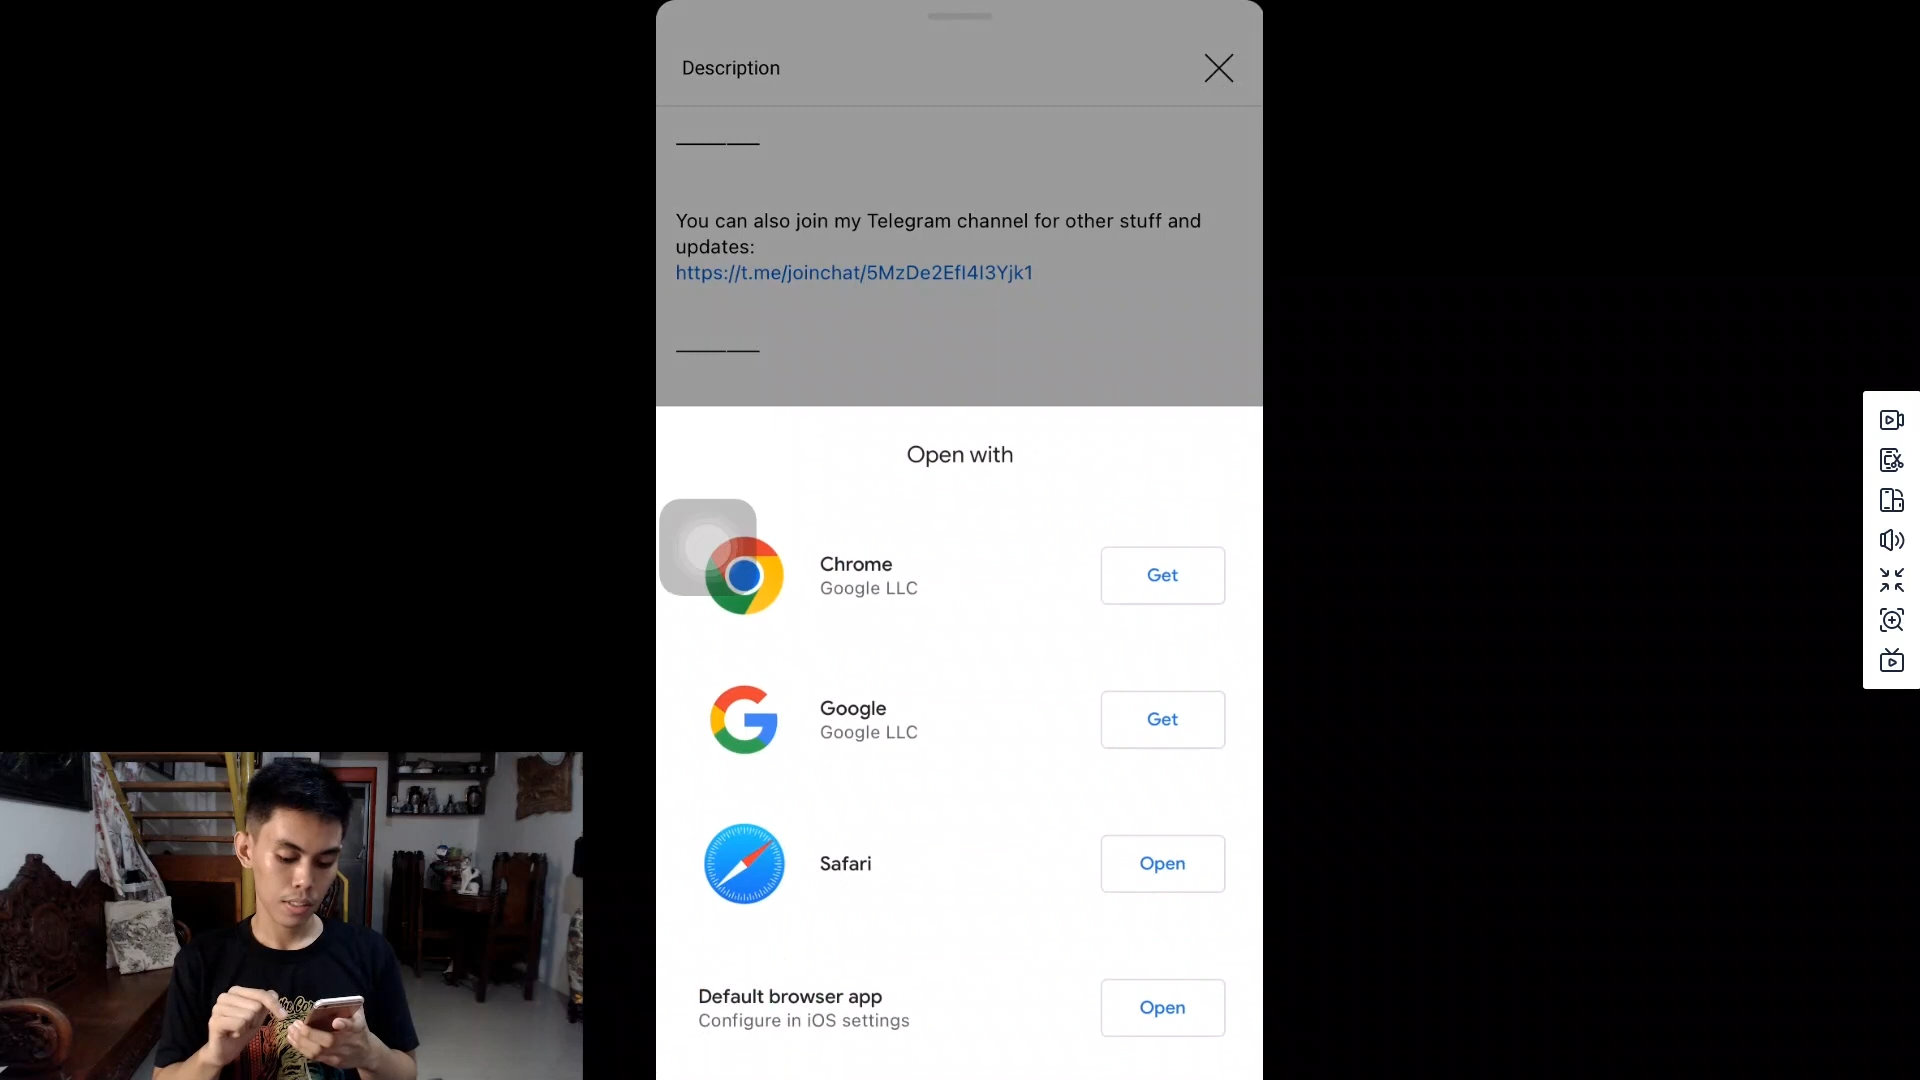 Description
You can also join my Telegram channel for other stuff and
updates:
https://t.me/joinchat/5MzDe2EfI4I3Yjk1
Open with
Chrome
Google LLC
Get
Google
Google LLC
Get
Safari
Open
Default browser app
Configure in iOS settings
Open